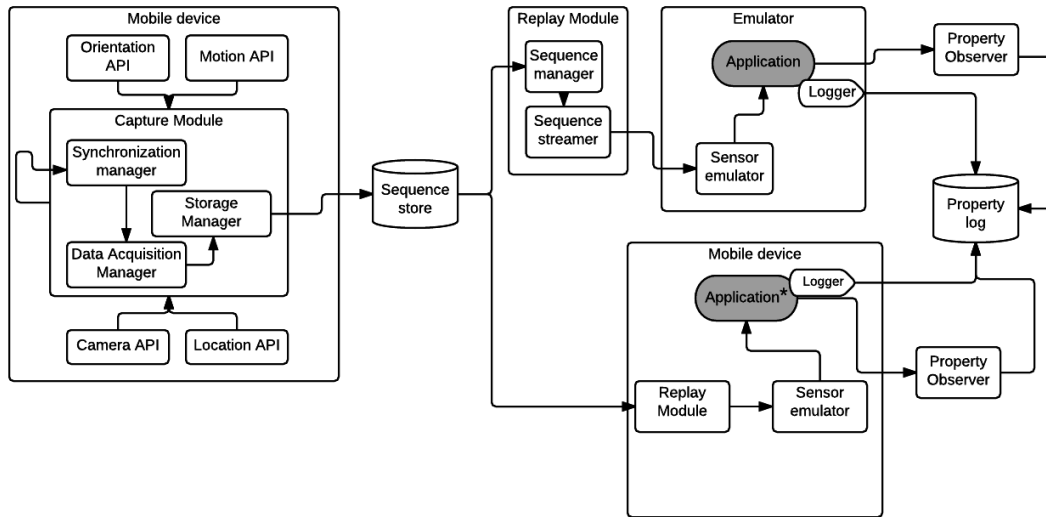 Mobile device
Orientation
API
Motion API
Capture Module
Synchronization
manager
Storage
Manager
Data Acquisition
Manager
Camera API
Location API
Sequence
store
Replay Module
Sequence
manager
Sequence
streamer
Emulator
Application
Logger
Sensor
emulator
Property
Observer
Property
log
Mobile device
Application*
Logger
Replay
Module
Sensor
emulator
Property
Observer